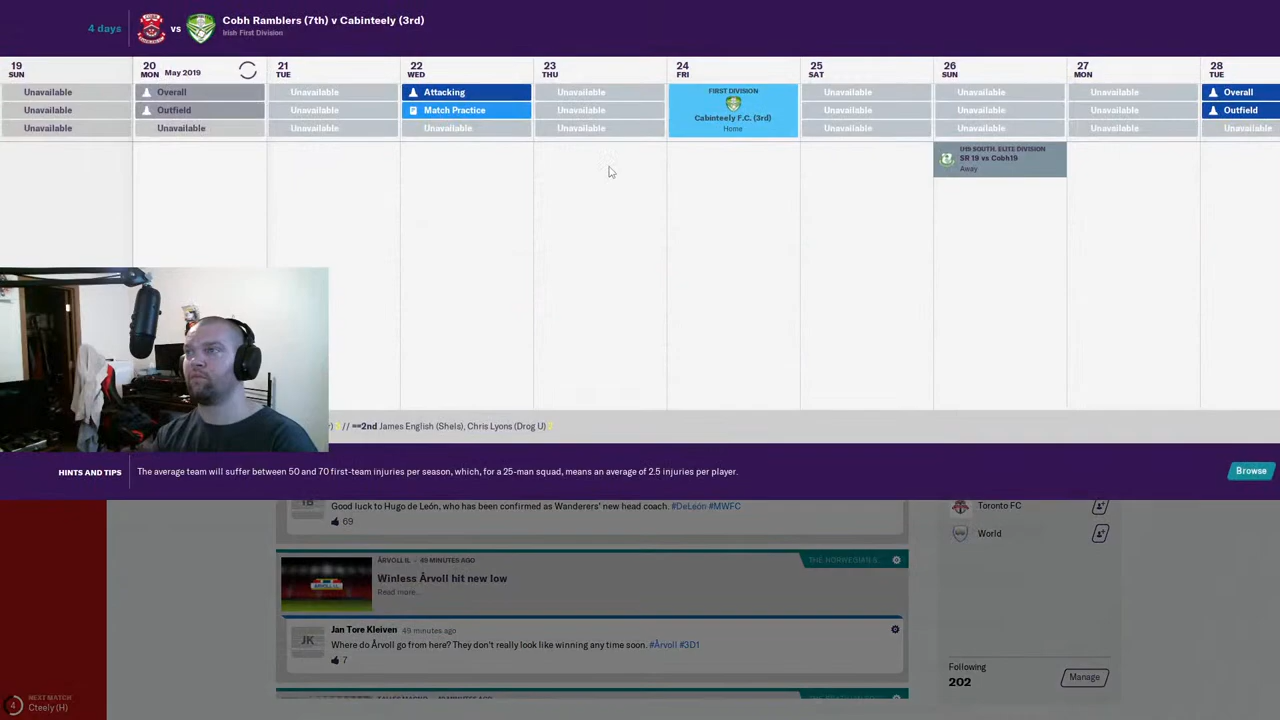 4 days
vs
Cobh Ramblers (7th) v Cabinteely (3rd)
Irish First Division
19 SUN
20 MON May 2019
21 TUE
22 WED
23 THU
24 FRI
25 SAT
26 SUN
27 MON
28 TUE
Unavailable Overall Unavailable Attacking Unavailable FIRST DIVISION Unavailable Unavailable Unavailable Overall
Unavailable Outfield Unavailable Match Practice Unavailable Cabinteely F.C. (3rd) Unavailable Unavailable Unavailable Outfield
Unavailable Unavailable Unavailable Unavailable Unavailable Home Unavailable Unavailable Unavailable Unavailable
U19 SOUTH. ELITE DIVISION
SR 19 vs Cobh19
Away
// ==2nd James English (Shels), Chris Lyons (Drog U)
HINTS AND TIPS
The average team will suffer between 50 and 70 first-team injuries per season, which, for a 25-man squad, means an average of 2.5 injuries per player.
Browse
Good luck to Hugo de León, who has been confirmed as Wanderers' new head coach. #DeLeón #MWFC
69
Toronto FC
World
ÅRVOLL IL - 69 MINUTES AGO
THE NORWEGIAN S...
Winless Årvoll hit new low
Read more...
JK
Jan Tore Kleiven 49 minutes ago
Where do Årvoll go from here? They don't really look like winning any time soon. #Årvoll #3D1
7
Following
202
Manage
4
NEXT MATCH
Cteely (H)